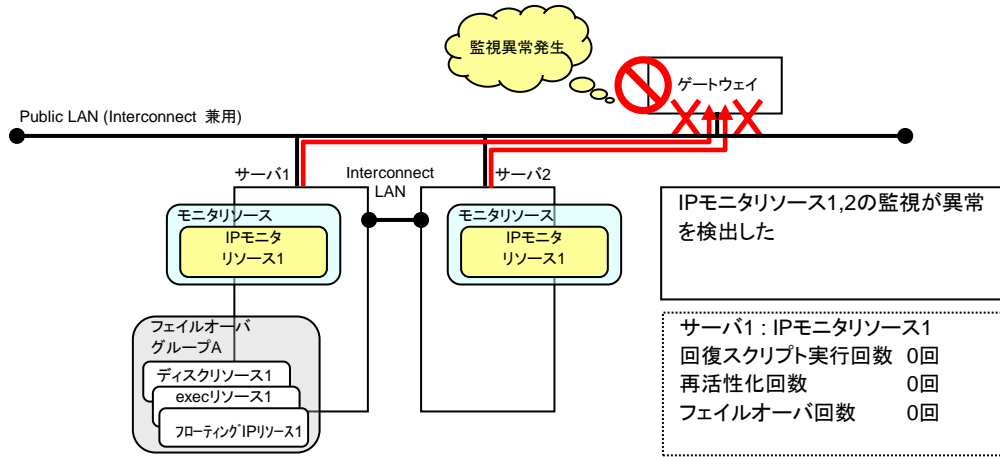 監視異常発生
ゲートウェイ
Public LAN (Interconnect 兼用)
サーバ1
Interconnect
LAN
サーバ2
モニタリソース
IPモニタ
リソース1
モニタリソース
IPモニタ
リソース1
IPモニタリソース1,2の監視が異常
を検出した
フェイルオーバ
グループA
ディスクリソース1
execリソース1
フローティングIPリソース1
サーバ1 : IPモニタリソース1
回復スクリプト実行回数 0回
再活性化回数 0回
フェイルオーバ回数 0回